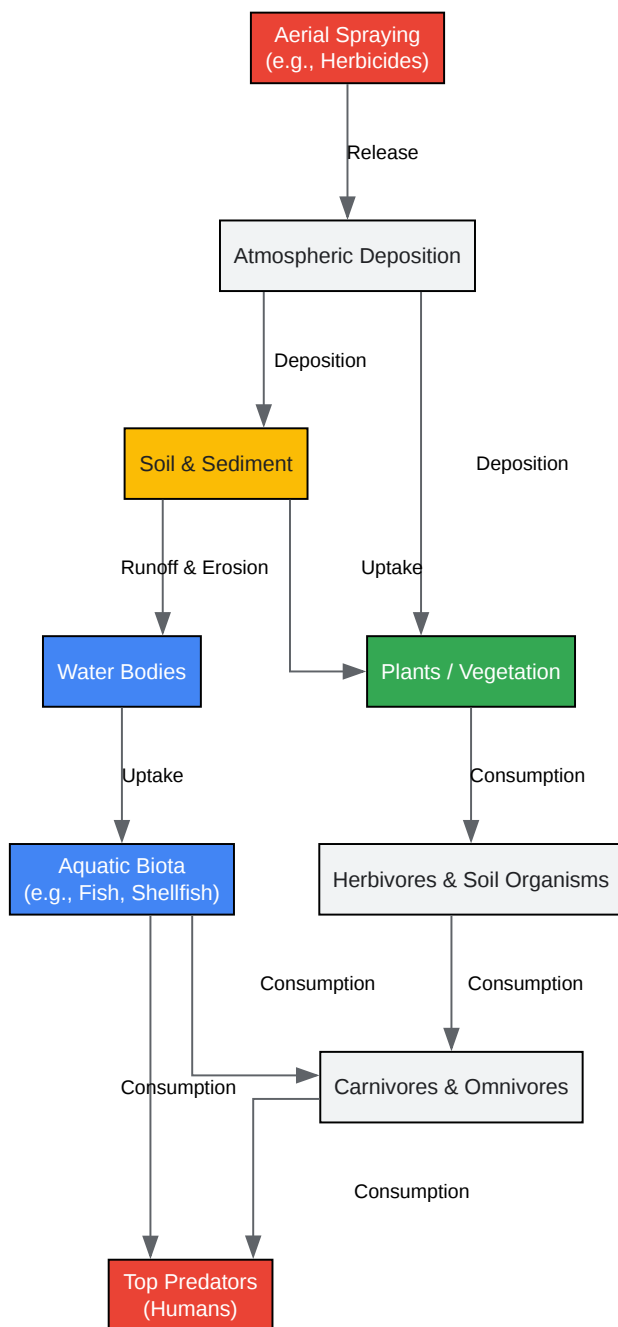 Aerial Spraying
(e.g., Herbicides)
Release
Atmospheric Deposition
Deposition
Soil & Sediment
Deposition
Runoff & Erosion
Uptake
Water Bodies
Plants / Vegetation
Uptake
Consumption
Aquatic Biota
(e.g., Fish, Shellfish)
Herbivores & Soil Organisms
Consumption
Consumption
Carnivores & Omnivores
Consumption
Consumption
Top Predators
(Humans)